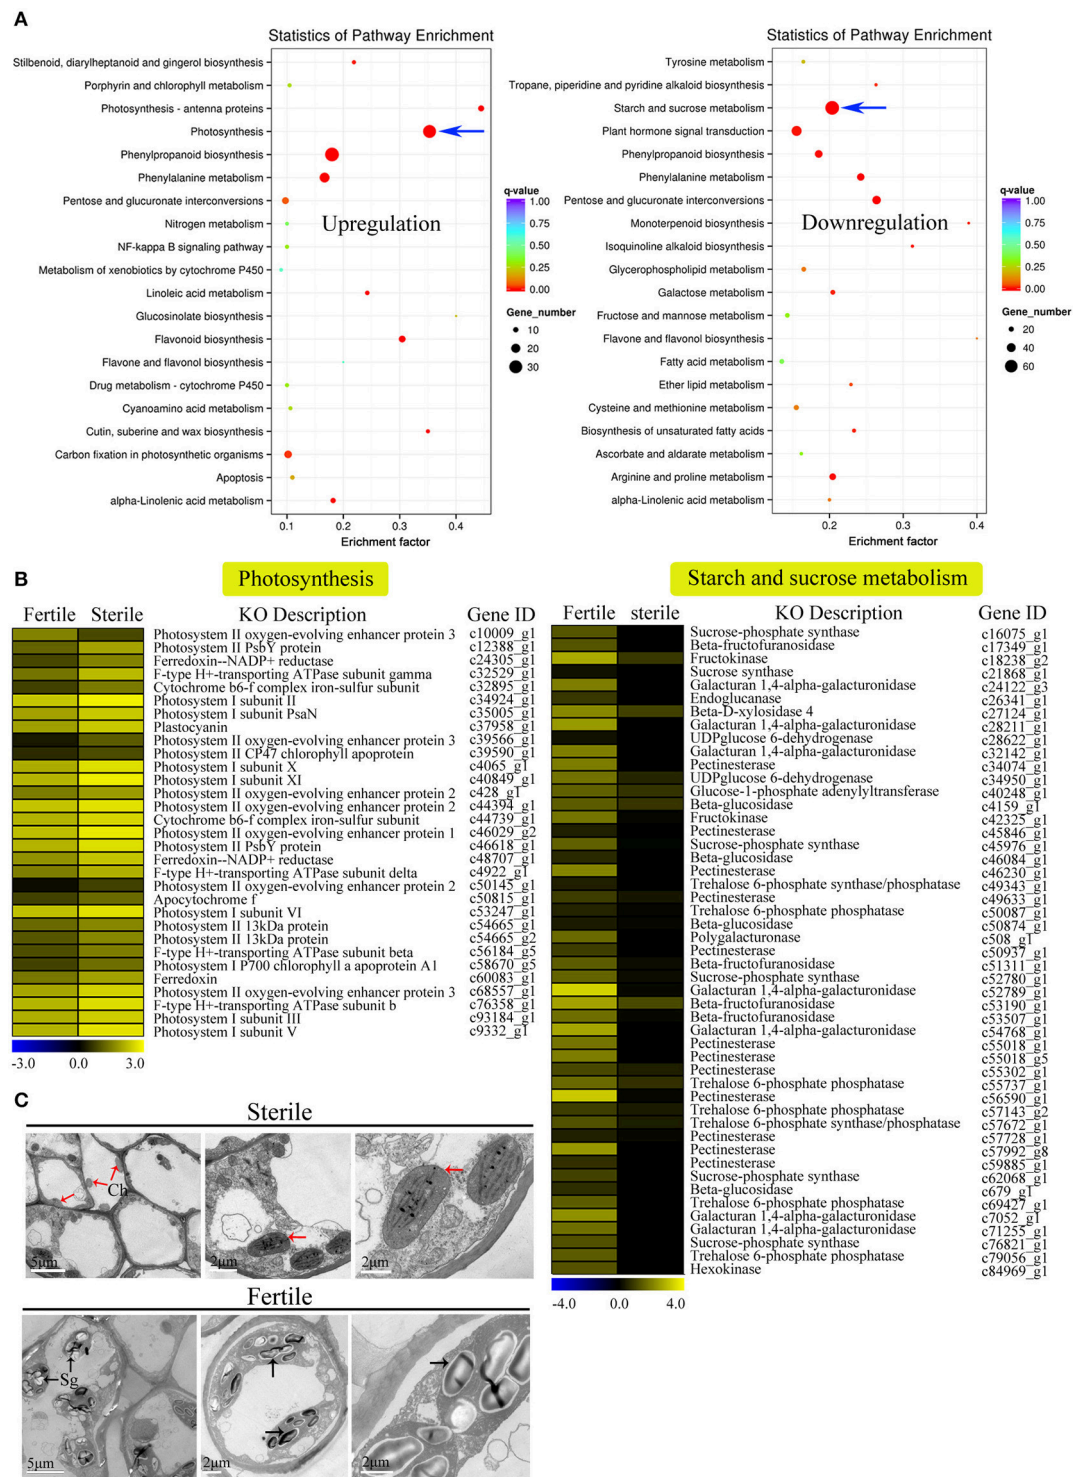 A
Statistics of Pathway Enrichment
Stilbenoid, diarylheptanoid and gingerol biosynthesis
Porphyrin and chlorophyll metabolism
Photosynthesis - antenna proteins
Photosynthesis
Phenylpropanoid biosynthesis
Phenylalanine metabolism
Pentose and glucuronate interconversions
Nitrogen metabolism
NF-kappa B signaling pathway
Metabolism of xenobiotics by cytochrome P450
Linoleic acid metabolism
Glucosinolate biosynthesis
Flavonoid biosynthesis
Flavone and flavonol biosynthesis
Drug metabolism - cytochrome P450
Cyanoamino acid metabolism
Cutin, suberine and wax biosynthesis
Carbon fixation in photosynthetic organisms
Apoptosis
alpha-Linolenic acid metabolism
Upregulation
0.1 0.2 0.3 0.4
Erichment factor
q-value
1.00
0.75
0.50
0.25
0.00
Gene_number
10
20
30
Statistics of Pathway Enrichment
Tyrosine metabolism
Tropane, piperidine and pyridine alkaloid biosynthesis
Starch and sucrose metabolism
Plant hormone signal transduction
Phenylpropanoid biosynthesis
Phenylalanine metabolism
Pentose and glucuronate interconversions
Monoterpenoid biosynthesis
Isoquinoline alkaloid biosynthesis
Glycerophospholipid metabolism
Galactose metabolism
Fructose and mannose metabolism
Flavone and flavonol biosynthesis
Fatty acid metabolism
Ether lipid metabolism
Cysteine and methionine metabolism
Biosynthesis of unsaturated fatty acids
Ascorbate and aldarate metabolism
Arginine and proline metabolism
alpha-Linolenic acid metabolism
Downregulation
0.2 0.3 0.4
Erichment factor
q-value
1.00
0.75
0.50
0.25
0.00
Gene_number
20
40
60
B
Photosynthesis
Fertile Sterile KO Description Gene ID
Photosystem II oxygen-evolving enhancer protein 3 c10009_g1
Photosystem II PsbY protein c12388_g1
Ferredoxin--NADP+ reductase c24305_g1
F-type H+-transporting ATPase subunit gamma c32529_g1
Cytochrome b6-f complex iron-sulfur subunit c32895_g1
Photosystem I subunit II c34924_g1
Photosystem I subunit PsaN c35005_g1
Plastocyanin c37958_g1
Photosystem II oxygen-evolving enhancer protein 3 c39566_g1
Photosystem II CP47 chlorophyll apoprotein c39590_g1
Photosystem I subunit X c4065_g1
Photosystem I subunit XI c40849_g1
Photosystem II oxygen-evolving enhancer protein 2 c428_g1
Photosystem II oxygen-evolving enhancer protein 2 c44394_g1
Cytochrome b6-f complex iron-sulfur subunit c44739_g1
Photosystem II oxygen-evolving enhancer protein 1 c46029_g2
Photosystem II PsbY protein c46618_g1
Ferredoxin--NADP+ reductase c48707_g1
F-type H+-transporting ATPase subunit delta c4922_g1
Photosystem II oxygen-evolving enhancer protein 2 c50145_g1
Apocytochrome f c50815_g1
Photosystem I subunit VI c53247_g1
Photosystem II 13kDa protein c54665_g1
Photosystem II 13kDa protein c54665_g2
F-type H+-transporting ATPase subunit beta c56184_g5
Photosystem I P700 chlorophyll a apoprotein A1 c58670_g5
Ferredoxin c60083_g1
Photosystem II oxygen-evolving enhancer protein 3 c68557_g1
F-type H+-transporting ATPase subunit b c76358_g1
Photosystem I subunit III c93184_g1
Photosystem I subunit V c9332_g1
-3.0 0.0 3.0
Starch and sucrose metabolism
Fertile sterile KO Description Gene ID
Sucrose-phosphate synthase c16075_g1
Beta-fructofuranosidase c17349_g1
Fructokinase c18238_g2
Sucrose synthase c21868_g1
Galacturan 1,4-alpha-galacturonidase c24122_g3
Endoglucanase c26341_g1
Beta-D-xylosidase 4 c27124_g1
Galacturan 1,4-alpha-galacturonidase c28211_g1
UDPglucose 6-dehydrogenase c28622_g1
Galacturan 1,4-alpha-galacturonidase c32142_g1
Pectinesterase c34074_g1
UDPglucose 6-dehydrogenase c34950_g1
Glucose-1-phosphate adenylyltransferase c40248_g1
Beta-glucosidase c4159_g1
Fructokinase c42325_g1
Pectinesterase c45846_g1
Sucrose-phosphate synthase c45976_g1
Beta-glucosidase c46084_g1
Pectinesterase c46230_g1
Trehalose 6-phosphate synthase/phosphatase c49343_g1
Pectinesterase c49633_g1
Trehalose 6-phosphate phosphatase c50087_g1
Beta-glucosidase c50874_g1
Polygalacturonase c508_g1
Pectinesterase c50937_g1
Beta-fructofuranosidase c51311_g1
Sucrose-phosphate synthase c52780_g1
Galacturan 1,4-alpha-galacturonidase c52789_g1
Beta-fructofuranosidase c53190_g1
Beta-fructofuranosidase c53507_g1
Galacturan 1,4-alpha-galacturonidase c54768_g1
Pectinesterase c55018_g1
Pectinesterase c55018_g5
Pectinesterase c55302_g1
Trehalose 6-phosphate phosphatase c55737_g1
Pectinesterase c56590_g1
Trehalose 6-phosphate phosphatase c57143_g2
Trehalose 6-phosphate synthase/phosphatase c57672_g1
Pectinesterase c57728_g1
Pectinesterase c57992_g8
Pectinesterase c59885_g1
Sucrose-phosphate synthase c62068_g1
Beta-glucosidase c679_g1
Trehalose 6-phosphate phosphatase c69427_g1
Galacturan 1,4-alpha-galacturonidase c7052_g1
Galacturan 1,4-alpha-galacturonidase c71255_g1
Sucrose-phosphate synthase c76821_g1
Trehalose 6-phosphate phosphatase c79056_g1
Hexokinase c84969_g1
-4.0 0.0 4.0
C
Sterile
Ch
5μm
2μm
2μm
Fertile
Sg
5μm
2μm
2μm